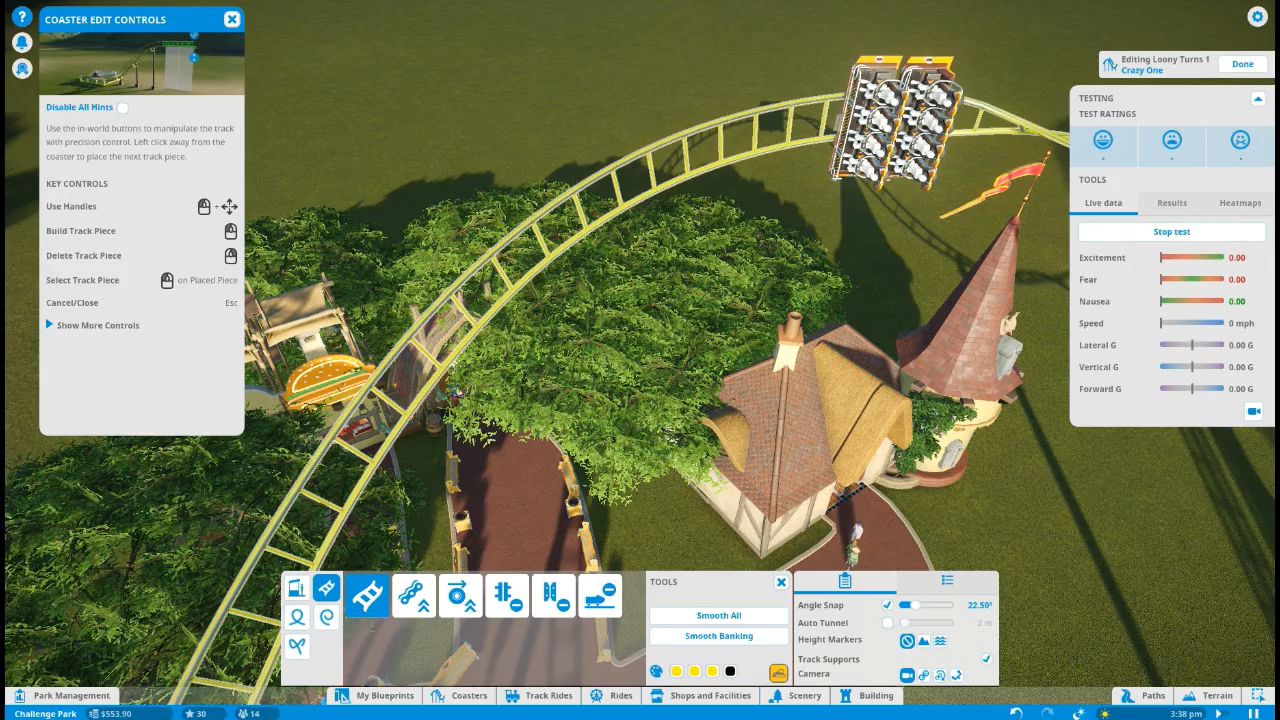 COASTER EDIT CONTROLS
Disable All Hints
Use the in-world buttons to manipulate the track
with precision control. Left click away from the
coaster to place the next track piece.
KEY CONTROLS
Use Handles +
Build Track Piece
Delete Track Piece
Select Track Piece on Placed Piece
Cancel/Close Esc
Show More Controls
Editing Loony Turns 1
Crazy One
Done
TESTING
TEST RATINGS
- - -
TOOLS
Live data Results Heatmaps
Stop test
Excitement 0.00
Fear 0.00
Nausea 0.00
Speed 0 mph
Lateral G 0.00 G
Vertical G 0.00 G
Forward G 0.00 G
TOOLS
Smooth All
Smooth Banking
Angle Snap 22.50º
Auto Tunnel 2 m
Height Markers
Track Supports
Camera
Park Management My Blueprints Coasters Track Rides Rides Shops and Facilities Scenery Building Paths Terrain
Challenge Park $553.90 30 14 3:38 pm